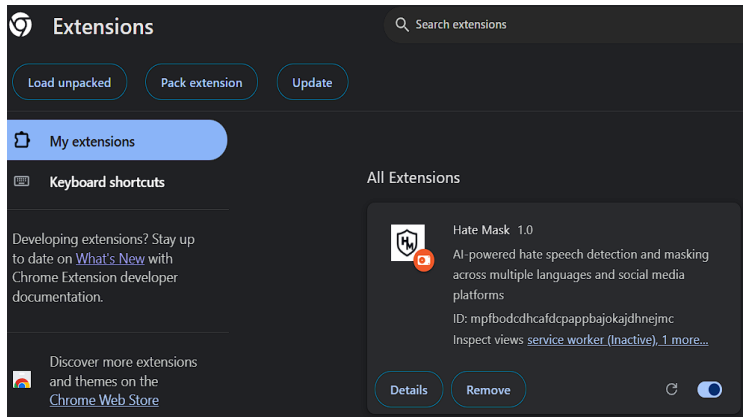 Extensions
Search extensions
Load unpacked
Pack extension
Update
My extensions
Keyboard shortcuts
Developing extensions? Stay up
to date on What's New with
Chrome Extension developer
documentation.
Discover more extensions
and themes on the
Chrome Web Store
All Extensions
HM
Hate Mask 1.0
AI-powered hate speech detection and masking
across multiple languages and social media
platforms
ID: mpfbodcdhcafdcpappbajokajdhnejmc
Inspect views service worker (Inactive), 1 more...
Details
Remove